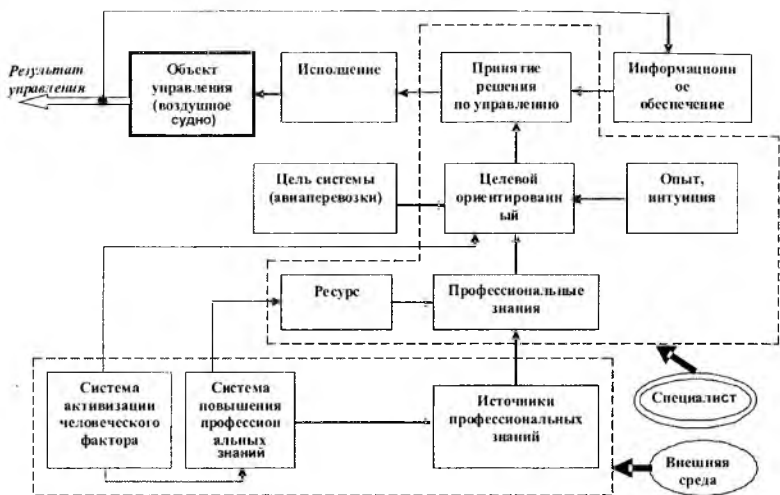 Результат
управления
Объект
управления
(воздушное
судно)
Исполнение
Принятие
решения
по управлению
Информационн
ое
обеспечение
Цель системы
(авиаперевозки)
Целевой
ориентированн
ый
Опыт,
интуиция
Ресурс
Профессиональные
знания
Система
активизации
человеческого
фактора
Система
повышения
профессион
альных
знаний
Источники
профессиональных
знаний
Специалист
Внешняя
среда